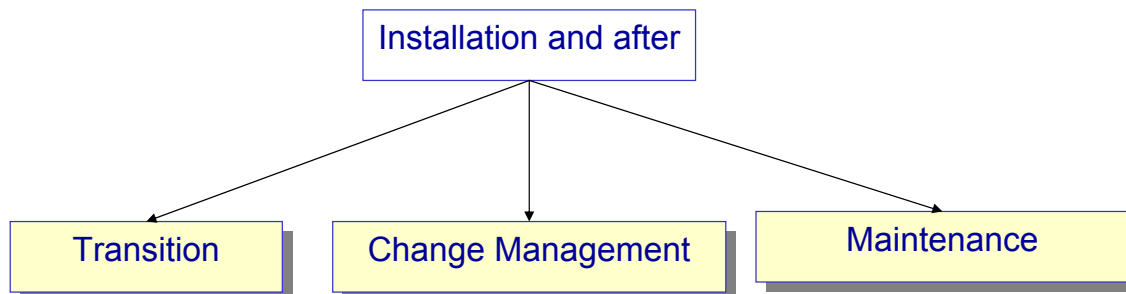 Installation and after
Transition
Change Management
Maintenance